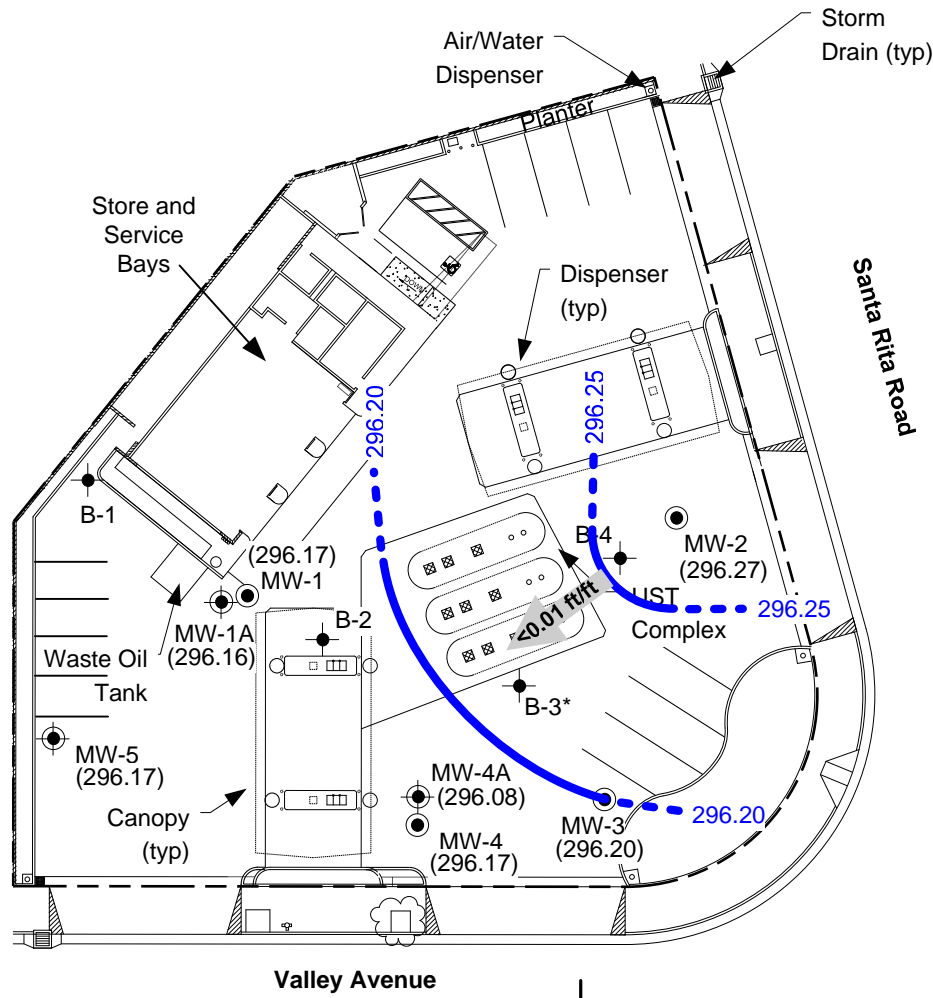 Storm
Drain (typ)
Air/Water
Dispenser
Planter
Store and
Service
Bays
DOWN
Dispenser
(typ)
Santa Rita Road
296.20
296.25
B-1
B-4
MW-2
(296.27)
(296.17)
MW-1
MW-1A
(296.16)
<0.01 ft/ft
UST
Complex
296.25
B-2
Waste Oil
Tank
B-3*
MW-5
(296.17)
MW-4A
(296.08)
Canopy
(typ)
MW-4
(296.17)
MW-3
(296.20)
296.20
Valley Avenue